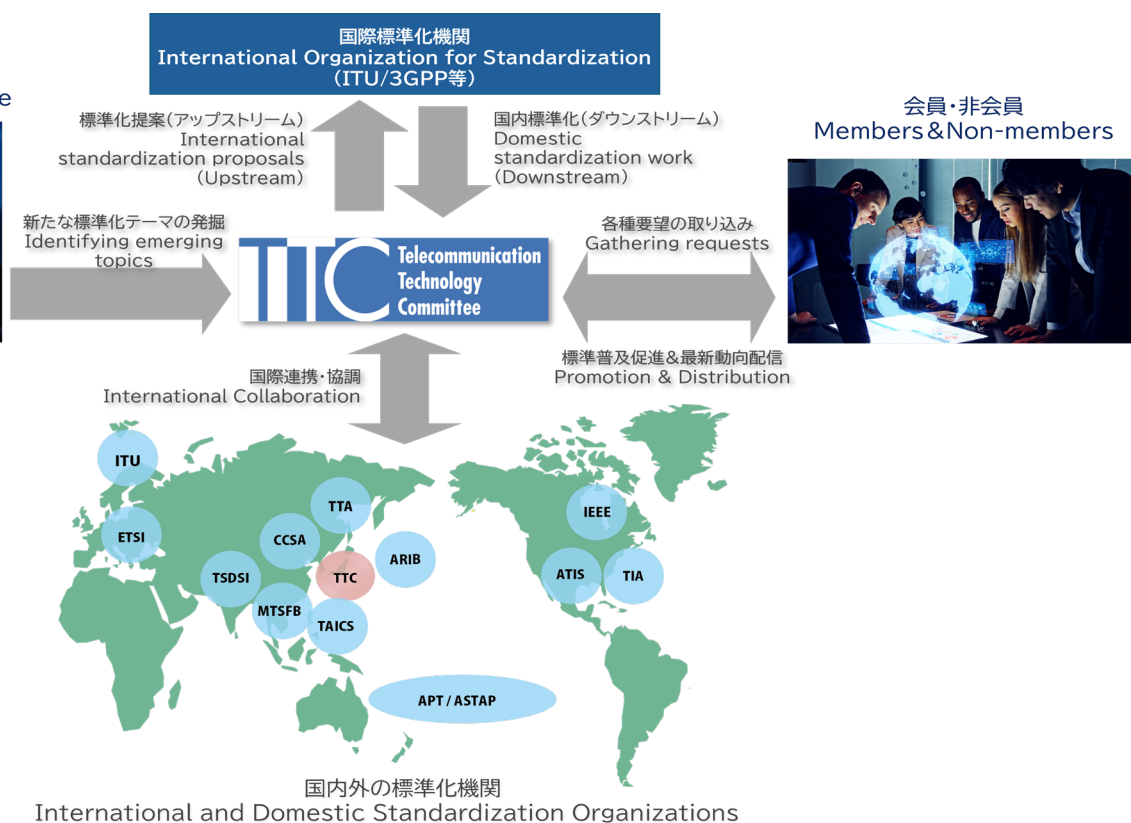 国際標準化機関
International Organization for Standardization
(ITU/3GPP等)
e
標準化提案(アップストリーム)
International
standardization proposals
(Upstream)
国内標準化(ダウンストリーム)
Domestic
standardization work
(Downstream)
会員・非会員
Members&Non-members
新たな標準化テーマの発掘
Identifying emerging
topics
TTC
Telecommunication
Technology
Committee
各種要望の取り込み
Gathering requests
標準普及促進&最新動向配信
Promotion & Distribution
国際連携・協調
International Collaboration
ITU
TTA
IEEE
ETSI
CCSA
ARIB
TSDSI
TTC
ATIS
TIA
MTSFB
TAICS
APT / ASTAP
国内外の標準化機関
International and Domestic Standardization Organizations